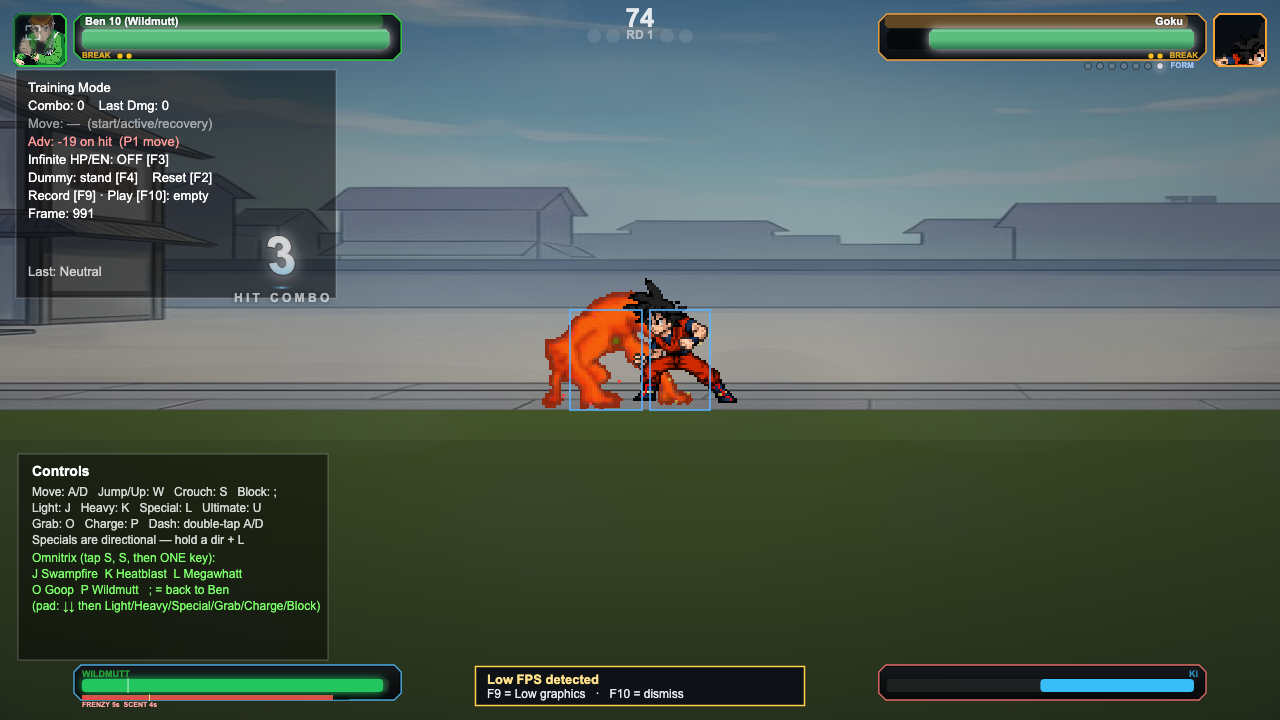 Ben 10 (Wildmutt)
BREAK
74
RD 1
Goku
BREAK
FORM
Training Mode
Combo: 0 Last Dmg: 0
Move: — (start/active/recovery)
Adv: -19 on hit (P1 move)
Infinite HP/EN: OFF [F3]
Dummy: stand [F4] Reset [F2]
Record [F9] · Play [F10]: empty
Frame: 991
Last: Neutral
3
HIT COMBO
Controls
Move: A/D Jump/Up: W Crouch: S Block: ;
Light: J Heavy: K Special: L Ultimate: U
Grab: O Charge: P Dash: double-tap A/D
Specials are directional — hold a dir + L
Omnitrix (tap S, S, then ONE key):
J Swampfire K Heatblast L Megawhatt
O Goop P Wildmutt ; = back to Ben
(pad: ↓↓ then Light/Heavy/Special/Grab/Charge/Block)
WILDMUTT
FRENZY 5s SCENT 4s
Low FPS detected
F9 = Low graphics · F10 = dismiss
Ki